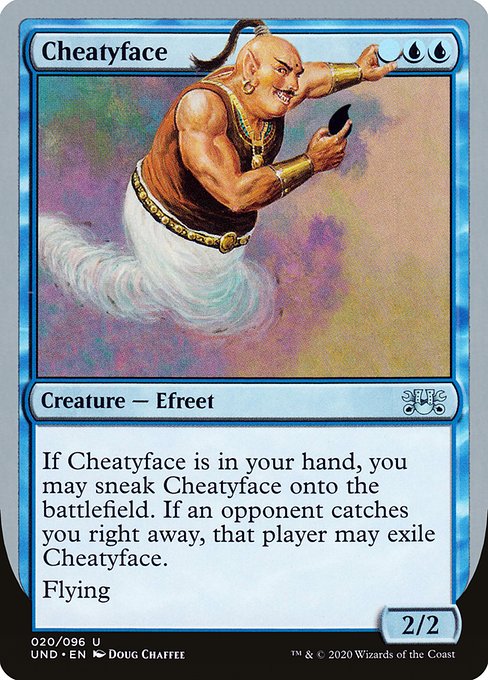 Cheatyface
Creature — Efreet
If Cheatyface is in your hand, you
may sneak Cheatyface onto the
battlefield. If an opponent catches
you right away, that player may exile
Cheatyface.
Flying
2/2
020/096 U
UND • EN Doug Chaffee
™ & © 2020 Wizards of the Coast